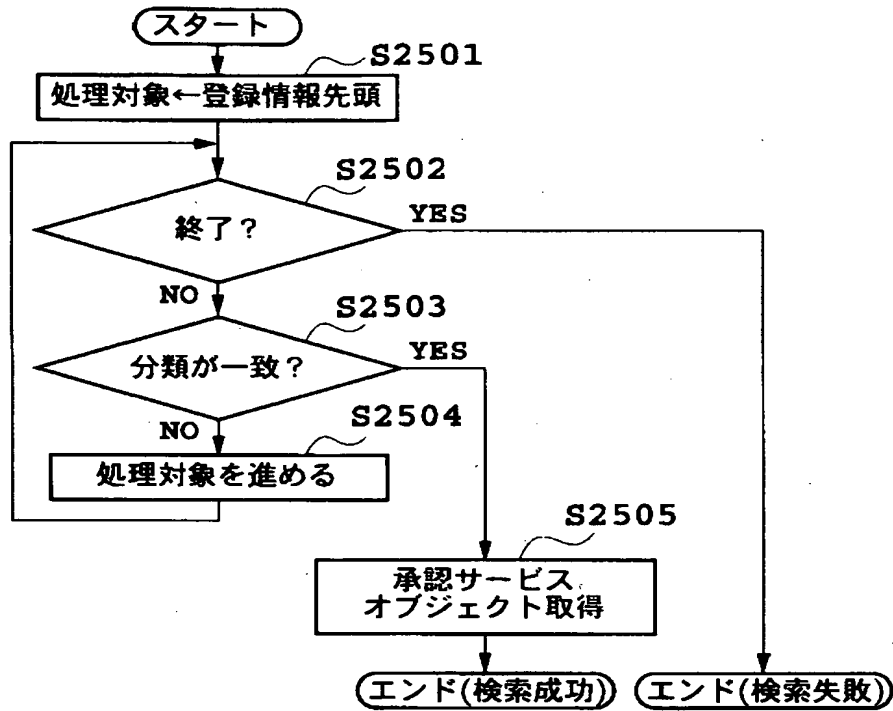 スタート
S2501
処理対象←登録情報先頭
S2502
終了?
YES
NO
S2503
分類が一致?
YES
NO
S2504
処理対象を進める
S2505
承認サービス
オブジェクト取得
エンド(検索成功)
エンド(検索失敗)